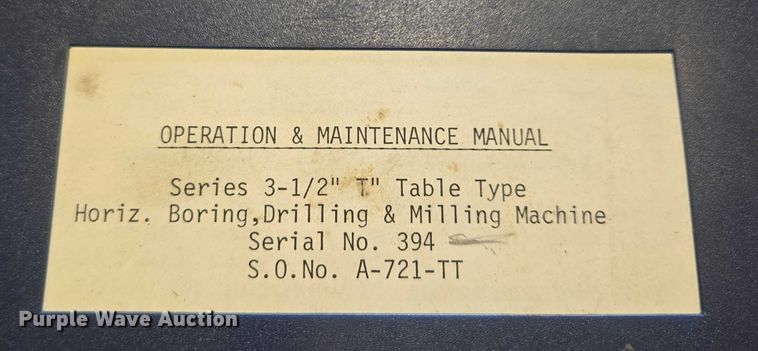 OPERATION & MAINTENANCE MANUAL
Series 3-1/2" T" Table Type
Horiz. Boring,Drilling & Milling Machine
Serial No. 394
S.O.No. A-721-TT
Purple Wave Auction